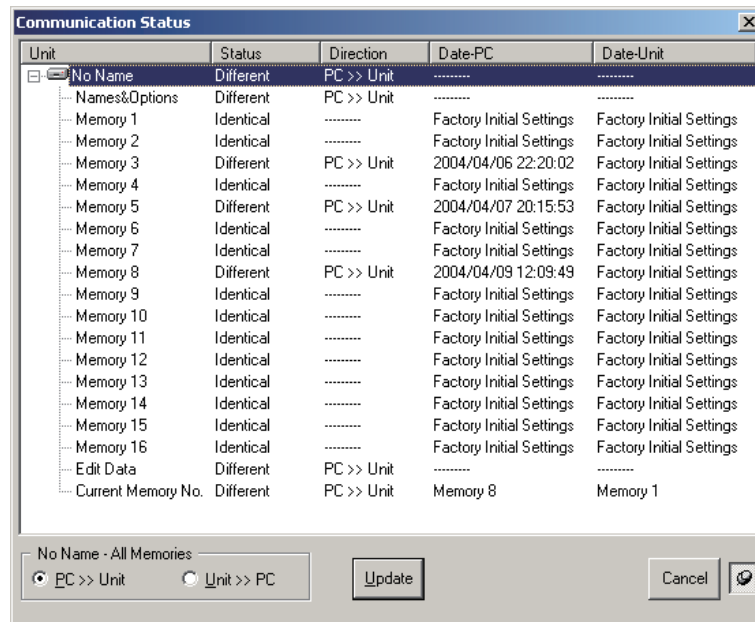 Communication Status
Unit Status Direction Date-PC Date-Unit
No Name Different PC >> Unit --------- ---------
Names&Options Different PC >> Unit --------- ---------
Memory 1 Identical --------- Factory Initial Settings Factory Initial Settings
Memory 2 Identical --------- Factory Initial Settings Factory Initial Settings
Memory 3 Different PC >> Unit 2004/04/06 22:20:02 Factory Initial Settings
Memory 4 Identical --------- Factory Initial Settings Factory Initial Settings
Memory 5 Different PC >> Unit 2004/04/07 20:15:53 Factory Initial Settings
Memory 6 Identical --------- Factory Initial Settings Factory Initial Settings
Memory 7 Identical --------- Factory Initial Settings Factory Initial Settings
Memory 8 Different PC >> Unit 2004/04/09 12:09:49 Factory Initial Settings
Memory 9 Identical --------- Factory Initial Settings Factory Initial Settings
Memory 10 Identical --------- Factory Initial Settings Factory Initial Settings
Memory 11 Identical --------- Factory Initial Settings Factory Initial Settings
Memory 12 Identical --------- Factory Initial Settings Factory Initial Settings
Memory 13 Identical --------- Factory Initial Settings Factory Initial Settings
Memory 14 Identical --------- Factory Initial Settings Factory Initial Settings
Memory 15 Identical --------- Factory Initial Settings Factory Initial Settings
Memory 16 Identical --------- Factory Initial Settings Factory Initial Settings
Edit Data Different PC >> Unit --------- ---------
Current Memory No. Different PC >> Unit Memory 8 Memory 1
No Name - All Memories
PC >> Unit Unit >> PC Update Cancel